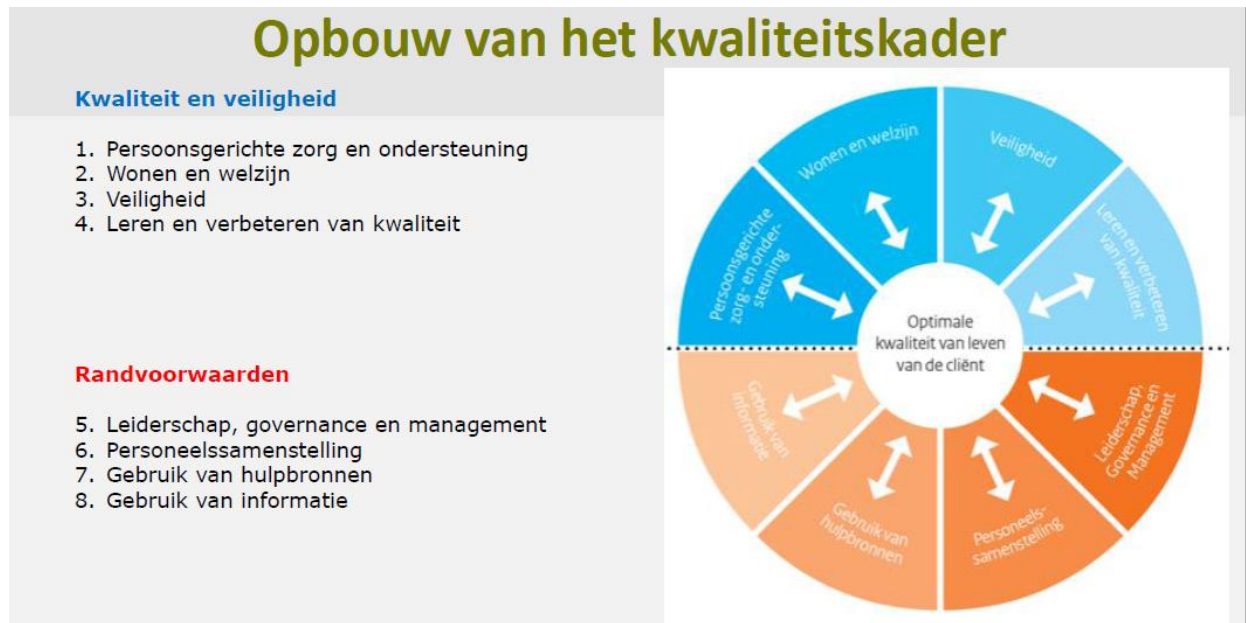 Opbouw van het kwaliteitskader
Kwaliteit en veiligheid
1. Persoonsgerichte zorg en ondersteuning
2. Wonen en welzijn
3. Veiligheid
4. Leren en verbeteren van kwaliteit
Randvoorwaarden
5. Leiderschap, governance en management
6. Personeelssamenstelling
7. Gebruik van hulpbronnen
8. Gebruik van informatie
Persoonsgerichte
zorg- en onder-
steuning
Wonen en welzijn
Veiligheid
Leren en verbeteren
van kwaliteit
Optimale
kwaliteit van leven
van de cliënt
Leiderschap,
Governance en
Management
Personeels-
samenstelling
Gebruik van
hulpbronnen
Gebruik van
informatie